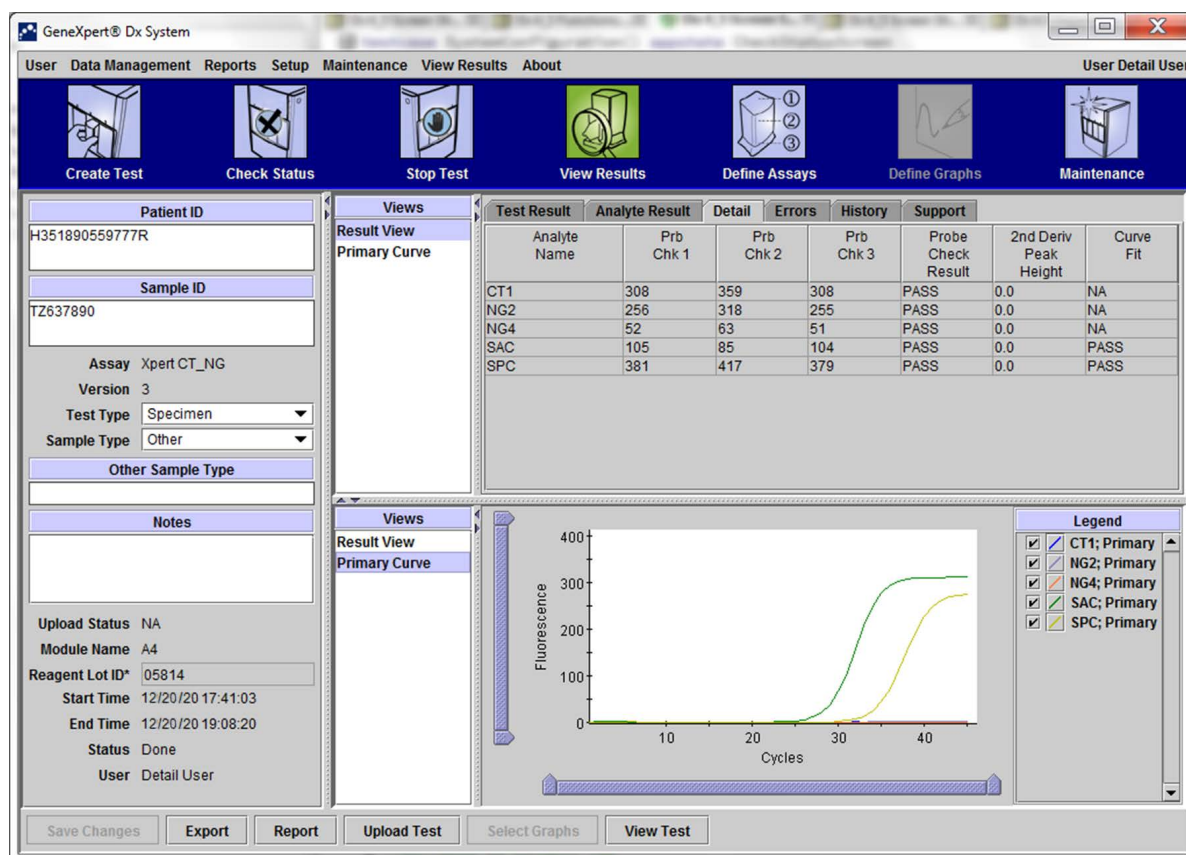 GeneXpert® Dx System
User Data Management Reports Setup Maintenance View Results About User Detail User
Create Test Check Status Stop Test View Results Define Assays Define Graphs Maintenance
Patient ID
H351890559777R
Sample ID
TZ637890
Assay Xpert CT_NG
Version 3
Test Type Specimen
Sample Type Other
Other Sample Type
Notes
Upload Status NA
Module Name A4
Reagent Lot ID* 05814
Start Time 12/20/20 17:41:03
End Time 12/20/20 19:08:20
Status Done
User Detail User
Views
Result View
Primary Curve
Test Result Analyte Result Detail Errors History Support
Analyte Name Prb Chk 1 Prb Chk 2 Prb Chk 3 Probe Check Result 2nd Deriv Peak Height Curve Fit
CT1 308 359 308 PASS 0.0 NA
NG2 256 318 255 PASS 0.0 NA
NG4 52 63 51 PASS 0.0 NA
SAC 105 85 104 PASS 0.0 PASS
SPC 381 417 379 PASS 0.0 PASS
Views
Result View
Primary Curve
Fluorescence
400
300
200
100
0
10 20 30 40
Cycles
Legend
CT1; Primary
NG2; Primary
NG4; Primary
SAC; Primary
SPC; Primary
Save Changes Export Report Upload Test Select Graphs View Test